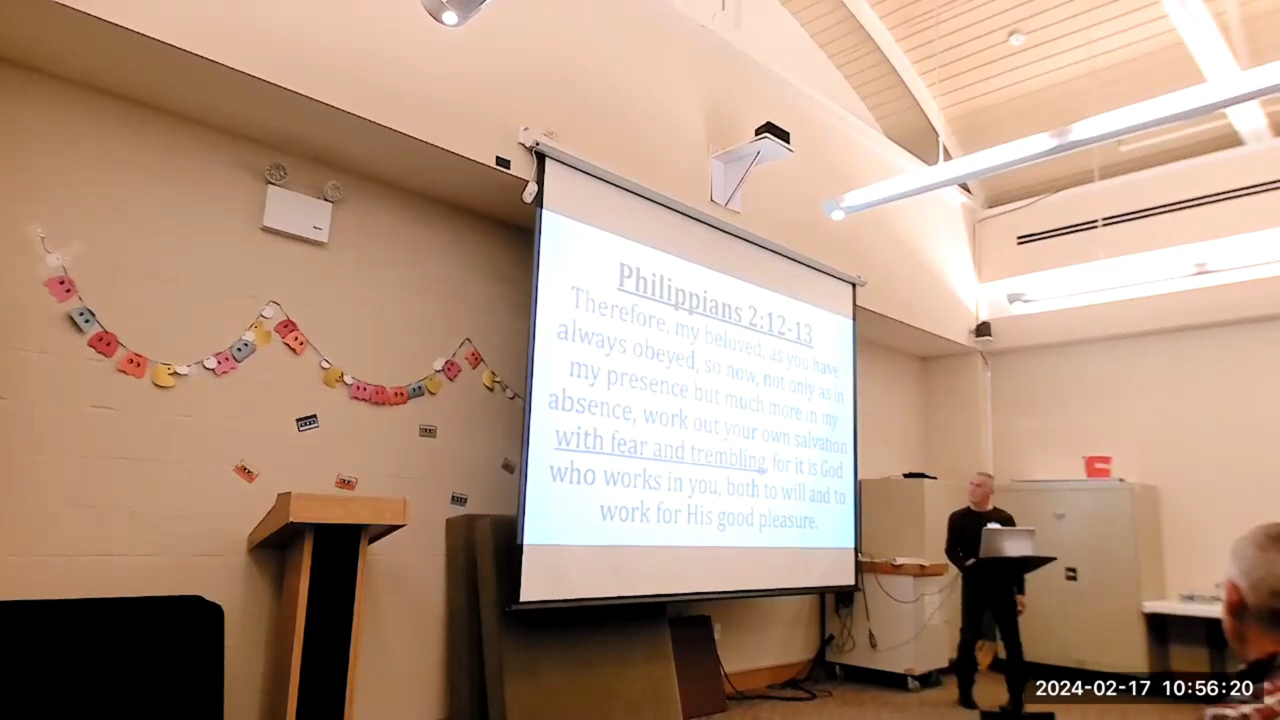 Philippians 2:12-13
Therefore, my beloved, as you have
always obeyed, so now, not only as in
my presence but much more in my
absence, work out your own salvation
with fear and trembling, for it is God
who works in you, both to will and to
work for His good pleasure.
2024-02-17 10:56:20